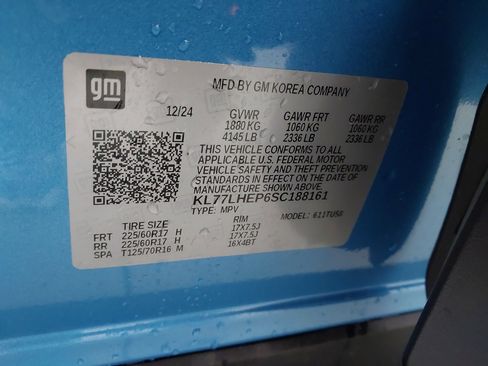 gm
MFD BY GM KOREA COMPANY
12/24 GVWR GAWR FRT GAWR RR
1880 KG 1060 KG 1060 KG
4145 LB 2336 LB 2336 LB
THIS VEHICLE CONFORMS TO ALL
APPLICABLE U.S. FEDERAL MOTOR
VEHICLE SAFETY AND THEFT PREVENTION
STANDARDS IN EFFECT ON THE DATE OF
MANUFACTURE SHOWN ABOVE.
KL77LHEP6SC188161
TYPE: MPV MODEL: 611TUS6
TIRE SIZE RIM
FRT 225/60R17 H 17X7.5J
RR 225/60R17 H 17X7.5J
SPA T125/70R16 M 16X4BT